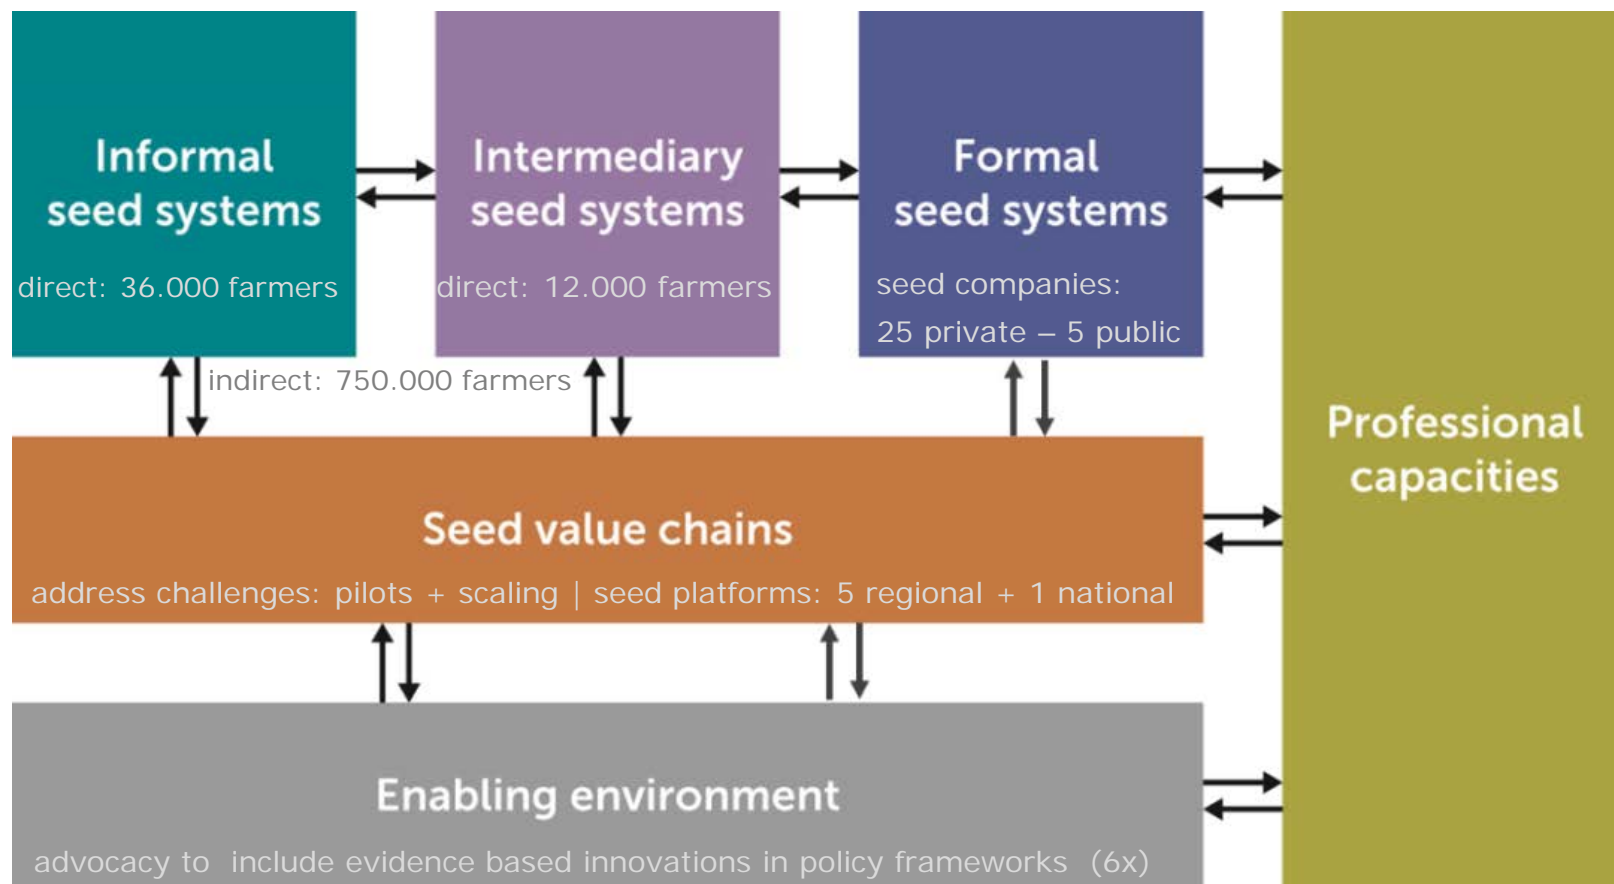 Informal
seed systems
direct: 36.000 farmers
Intermediary
seed systems
direct: 12.000 farmers
Formal
seed systems
seed companies:
25 private – 5 public
indirect: 750.000 farmers
Professional
capacities
Seed value chains
address challenges: pilots + scaling | seed platforms: 5 regional + 1 national
Enabling environment
advocacy to include evidence based innovations in policy frameworks (6x)